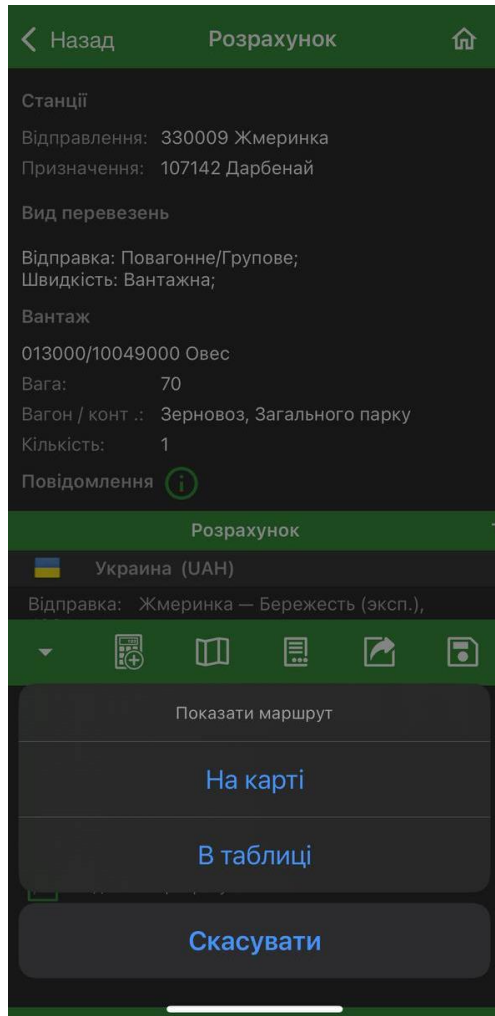 Назад Розрахунок
Станції
Відправлення: 330009 Жмеринка
Призначення: 107142 Дарбенай
Вид перевезень
Відправка: Повагонне/Групове;
Швидкість: Вантажна;
Вантаж
013000/10049000 Овес
Вага: 70
Вагон / конт .: Зерновоз, Загального парку
Кількість: 1
Повідомлення
Розрахунок
Украина (UAH)
Відправка: Жмеринка — Бережесть (эксп.),
Показати маршрут
На карті
В таблиці
Скасувати